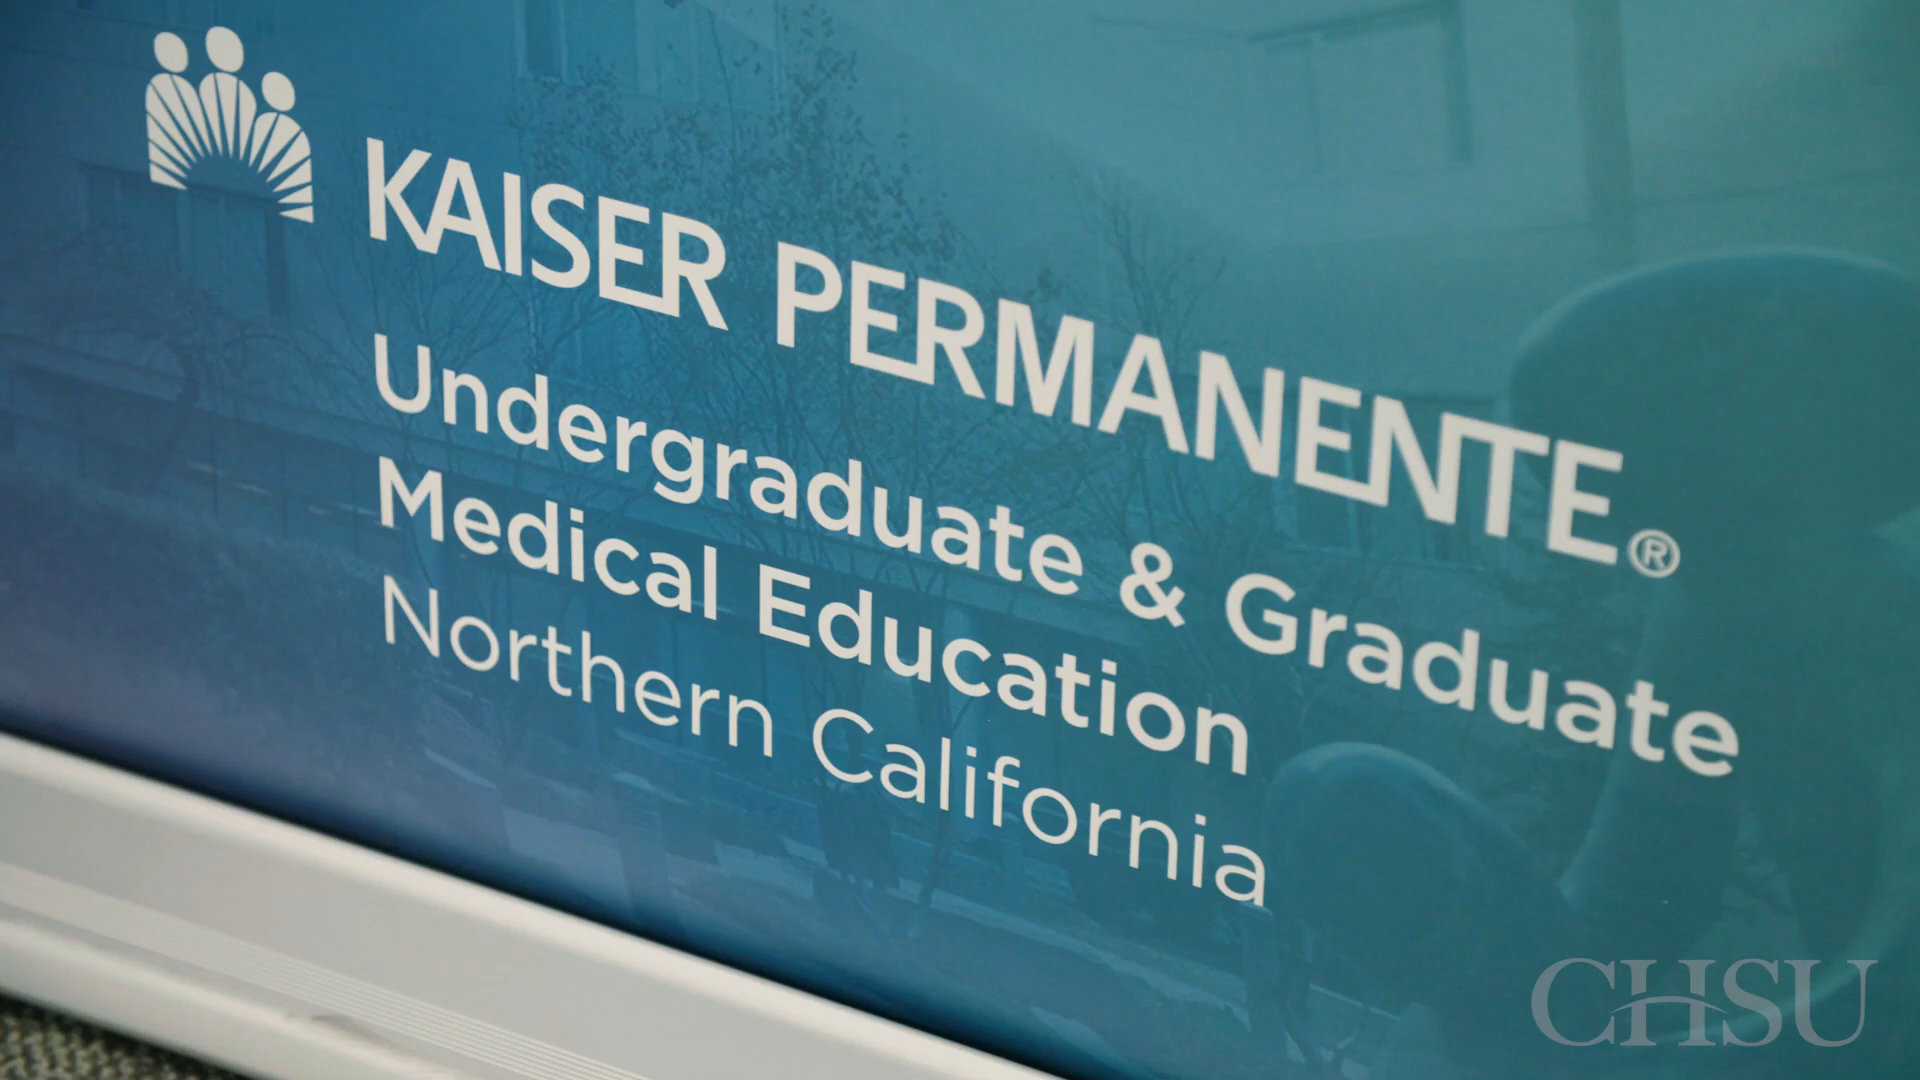 KAISER PERMANENTE®
Undergraduate & Graduate
Medical Education
Northern California
CHSU